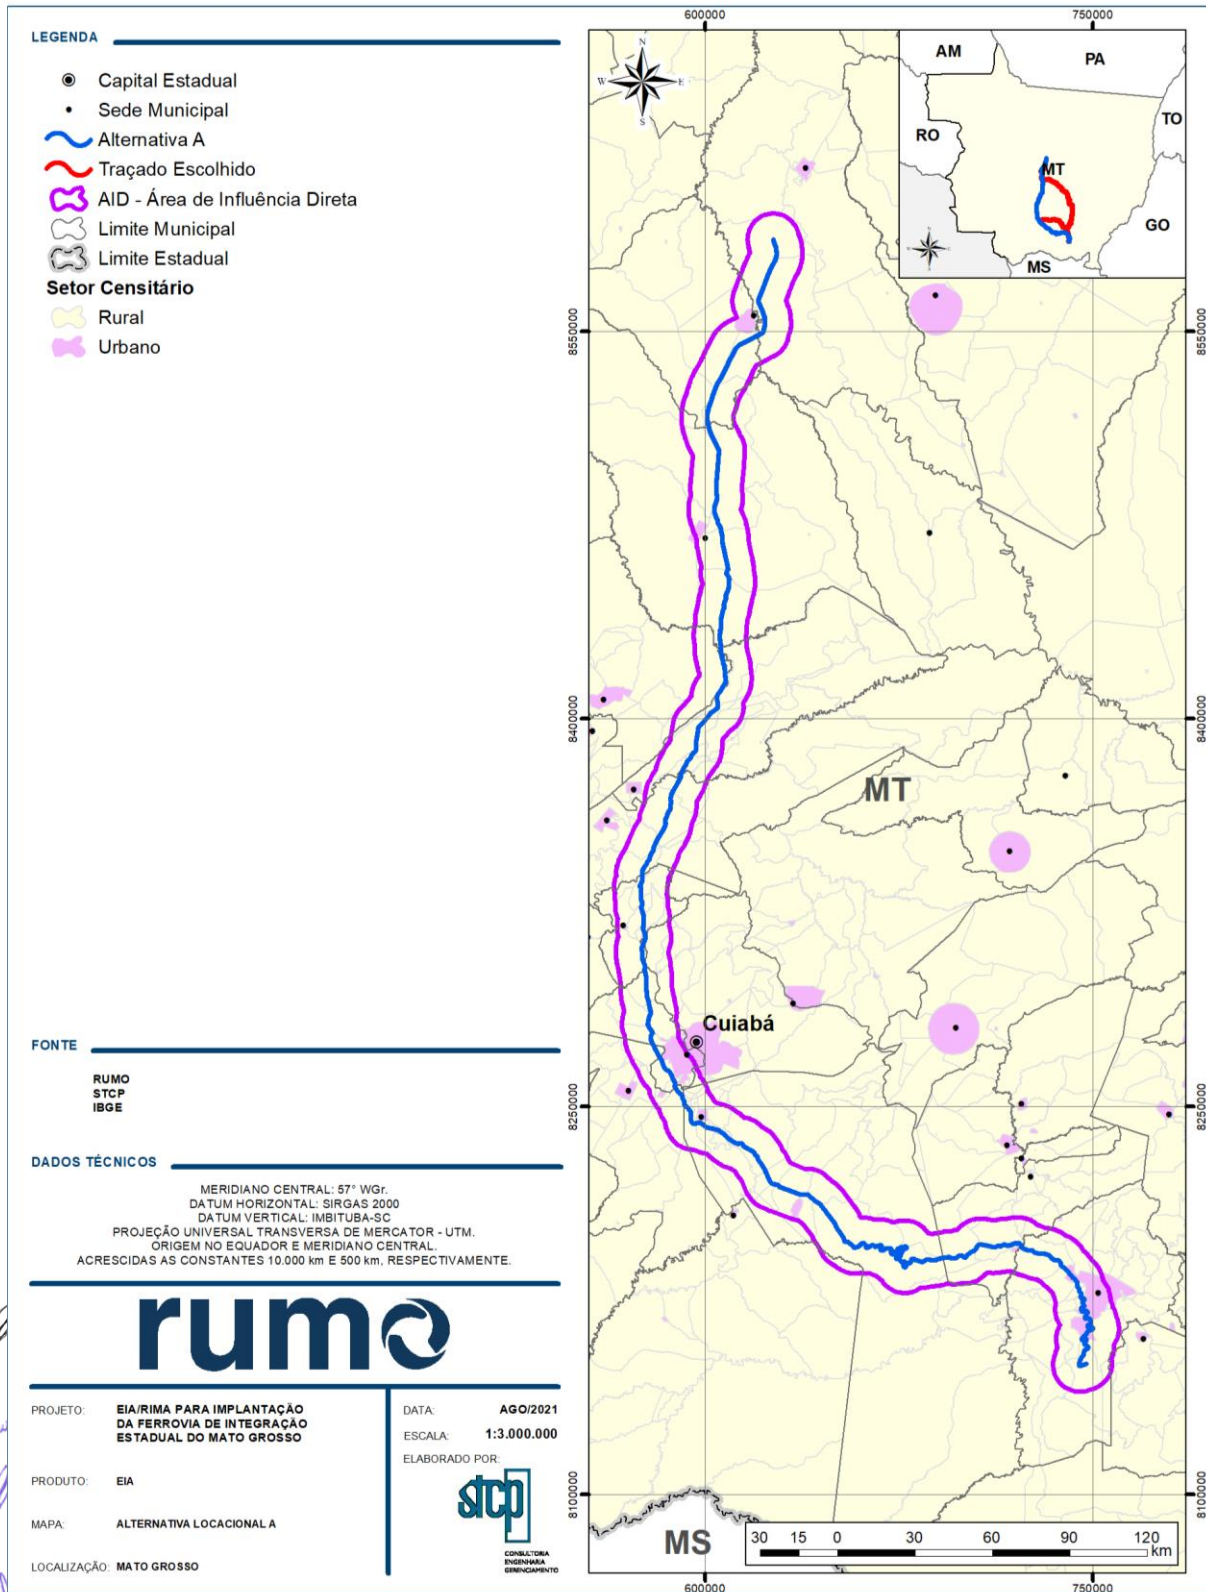 LEGENDA
Capital Estadual
Sede Municipal
Alternativa A
Traçado Escolhido
AID - Área de Influência Direta
Limite Municipal
Limite Estadual
Setor Censitário
Rural
Urbano
FONTE
RUMO
STCP
IBGE
DADOS TÉCNICOS
MERIDIANO CENTRAL: 57° WGr.
DATUM HORIZONTAL: SIRGAS 2000
DATUM VERTICAL: IMBITUBA-SC
PROJEÇÃO UNIVERSAL TRANSVERSA DE MERCATOR - UTM.
ORIGEM NO EQUADOR E MERIDIANO CENTRAL.
ACRESCIDAS AS CONSTANTES 10.000 km E 500 km, RESPECTIVAMENTE.
rumo
PROJETO: EIA/RIMA PARA IMPLANTAÇÃO
DA FERROVIA DE INTEGRAÇÃO
ESTADUAL DO MATO GROSSO
PRODUTO: EIA
MAPA: ALTERNATIVA LOCACIONAL A
LOCALIZAÇÃO: MATO GROSSO
DATA: AGO/2021
ESCALA: 1:3.000.000
ELABORADO POR:
stcp
CONSULTORIA
ENGENHARIA
GERENCIAMENTO
600000 750000
N
W E
S
AM PA
RO TO
MT
GO
MS
8550000 8550000
8400000 8400000
MT
Cuiabá
8250000 8250000
8100000 8100000
MS
30 15 0 30 60 90 120
km
600000 750000